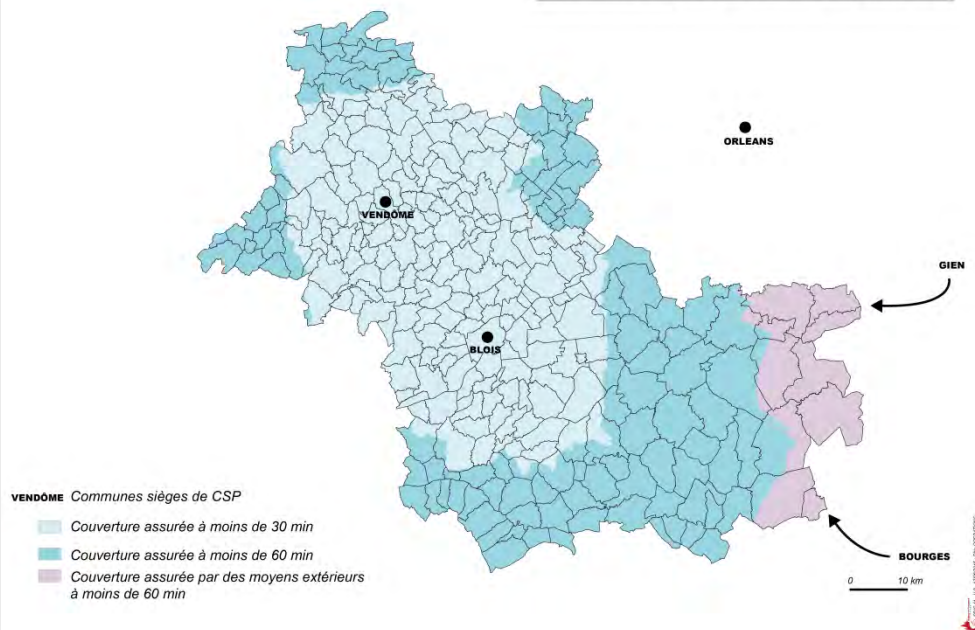 ORLEANS
VENDÔME
GIEN
BLOIS
VENDÔME Communes sièges de CSP
Couverture assurée à moins de 30 min
Couverture assurée à moins de 60 min
Couverture assurée par des moyens extérieurs
à moins de 60 min
BOURGES
0 10 km